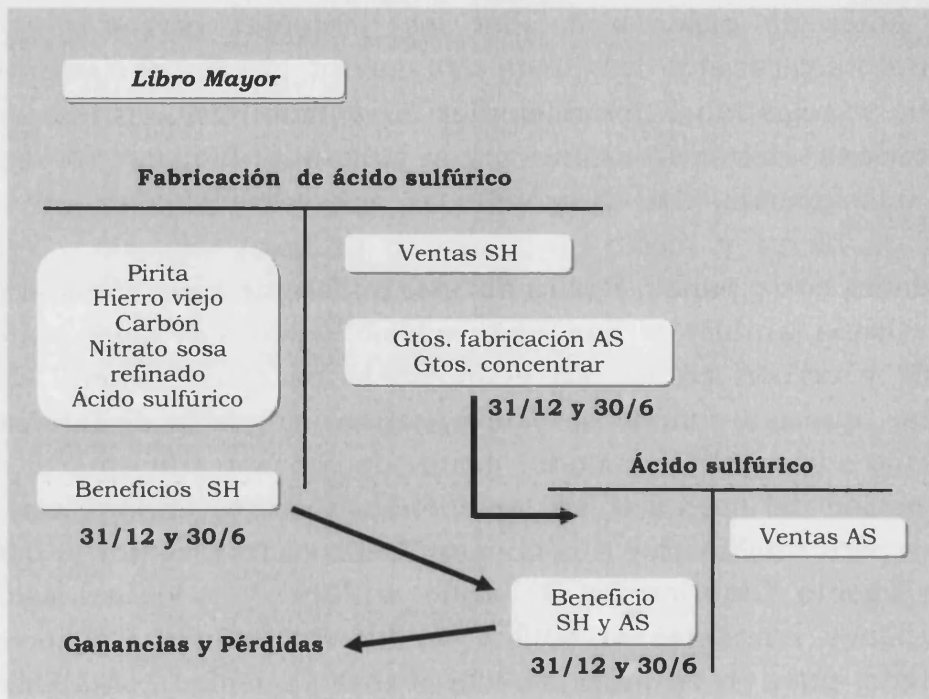 Libro Mayor
Fabricación de ácido sulfúrico
Ventas SH
Pirita
Hierro viejo
Carbón
Nitrato sosa
refinado
Ácido sulfúrico
Gtos. fabricación AS
Gtos. concentrar
31/12 y 30/6
Beneficios SH
31/12 y 30/6
Ácido sulfúrico
Ventas AS
Beneficio
SH y AS
31/12 y 30/6
Ganancias y Pérdidas